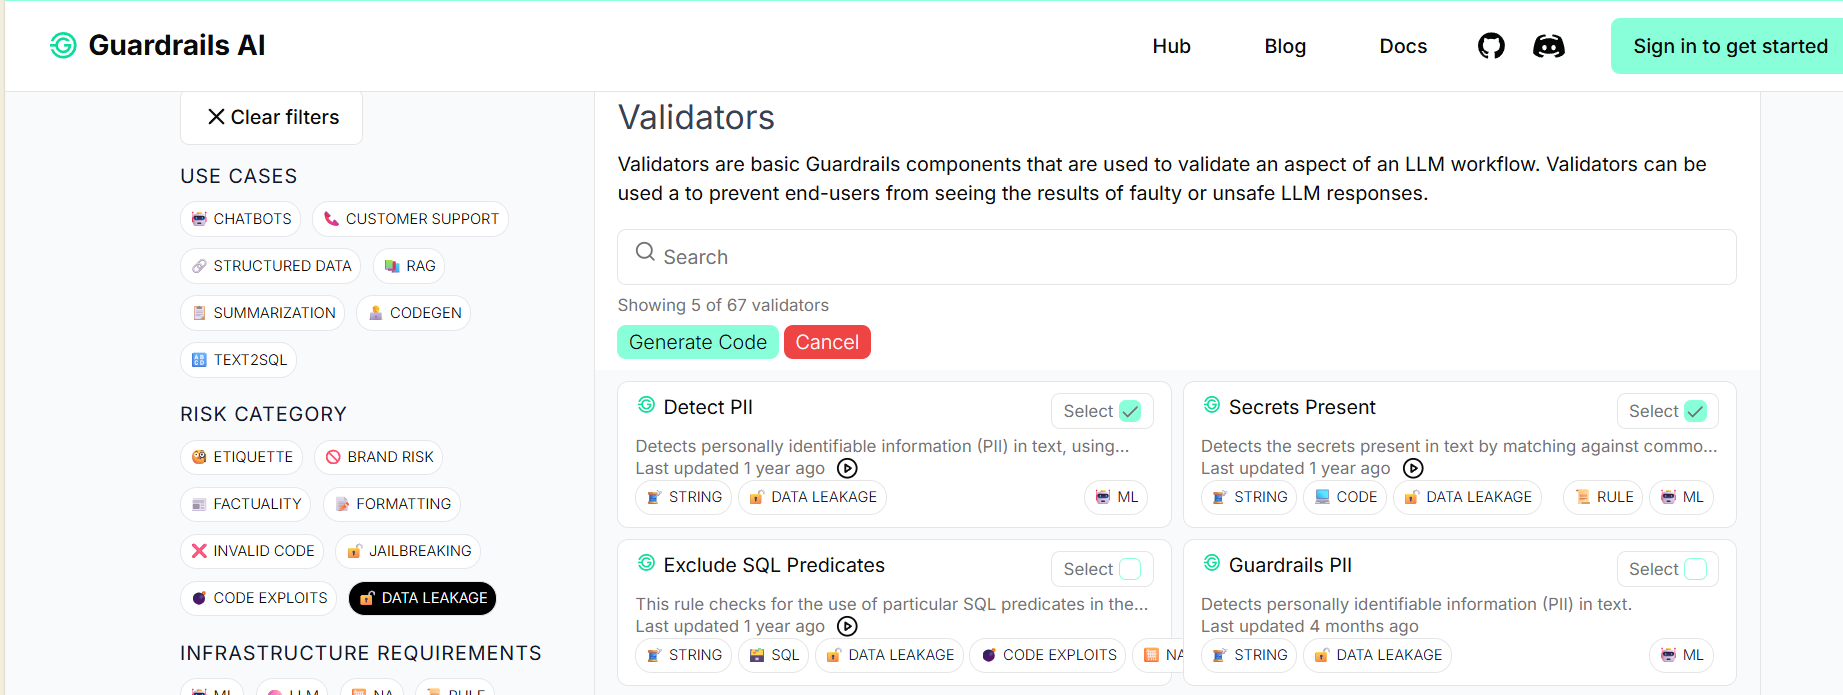 Guardrails AI
Hub
Blog
Docs
Sign in to get started
Clear filters
USE CASES
CHATBOTS
CUSTOMER SUPPORT
STRUCTURED DATA
RAG
SUMMARIZATION
CODEGEN
TEXT2SQL
RISK CATEGORY
ETIQUETTE
BRAND RISK
FACTUALITY
FORMATTING
INVALID CODE
JAILBREAKING
CODE EXPLOITS
DATA LEAKAGE
INFRASTRUCTURE REQUIREMENTS
ML
LLM
NA
RULE
Validators
Validators are basic Guardrails components that are used to validate an aspect of an LLM workflow. Validators can be
used a to prevent end-users from seeing the results of faulty or unsafe LLM responses.
Search
Showing 5 of 67 validators
Generate Code
Cancel
Detect PII
Select
Detects personally identifiable information (PII) in text, using...
Last updated 1 year ago
STRING
DATA LEAKAGE
ML
Secrets Present
Select
Detects the secrets present in text by matching against commo...
Last updated 1 year ago
STRING
CODE
DATA LEAKAGE
RULE
ML
Exclude SQL Predicates
Select
This rule checks for the use of particular SQL predicates in the...
Last updated 1 year ago
STRING
SQL
DATA LEAKAGE
CODE EXPLOITS
NA
Guardrails PII
Select
Detects personally identifiable information (PII) in text.
Last updated 4 months ago
STRING
DATA LEAKAGE
ML